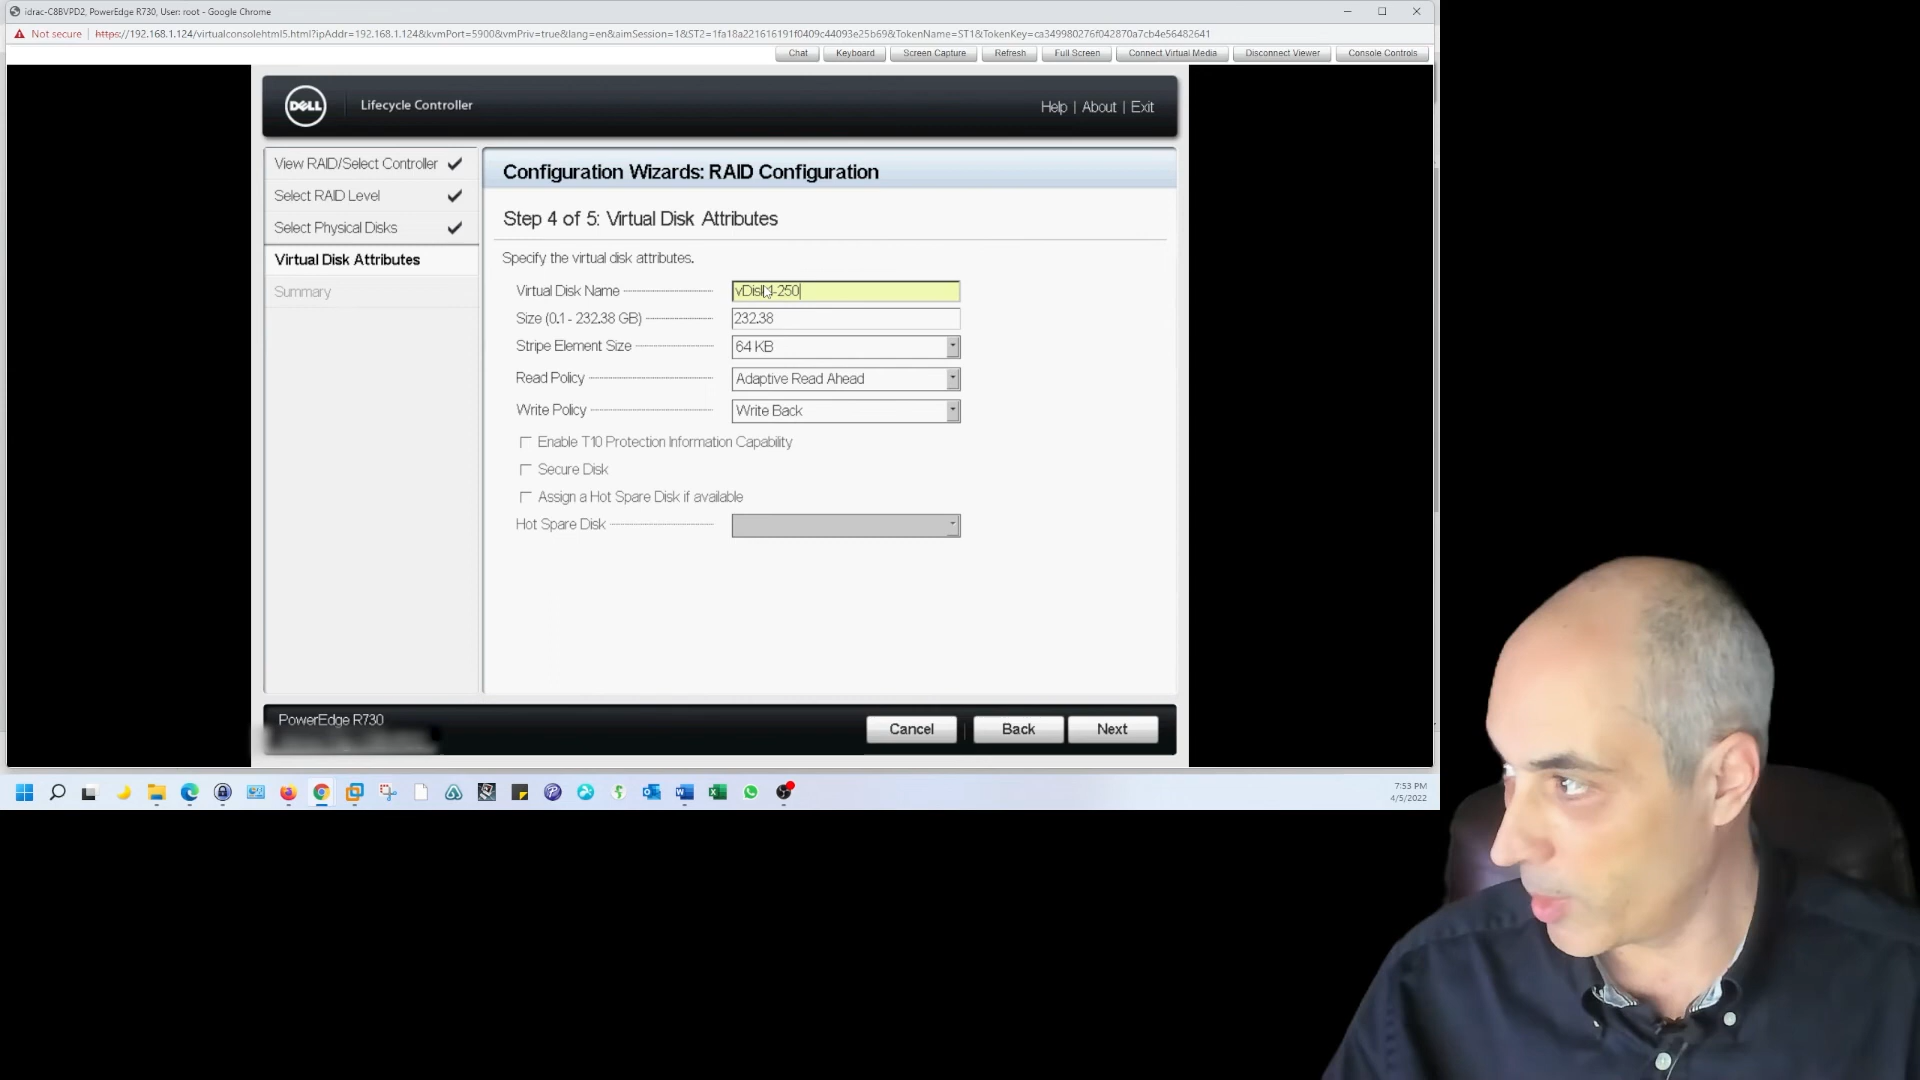 idrac-C8BVPD2, PowerEdge R730, User: root - Google Chrome
Not secure https://192.168.1.124/virtualconsolehtml5.html?ipAddr=192.168.1.124&kvmPort=5900&vmPriv=true&lang=en&aimSession=1&ST2=1fa18a221616191f0409c44093e25b69&TokenName=ST1&TokenKey=ca349980276f042870a7cb4e56482641
Chat Keyboard Screen Capture Refresh Full Screen Connect Virtual Media Disconnect Viewer Console Controls
DELL Lifecycle Controller
Help | About | Exit
View RAID/Select Controller
Select RAID Level
Select Physical Disks
Virtual Disk Attributes
Summary
Configuration Wizards: RAID Configuration
Step 4 of 5: Virtual Disk Attributes
Specify the virtual disk attributes.
Virtual Disk Name
Size (0.1 - 232.38 GB) 232.38
Stripe Element Size 64 KB
Read Policy Adaptive Read Ahead
Write Policy Write Back
Enable T10 Protection Information Capability
Secure Disk
Assign a Hot Spare Disk if available
Hot Spare Disk
PowerEdge R730
Cancel | Back Next
7:53 PM
4/5/2022